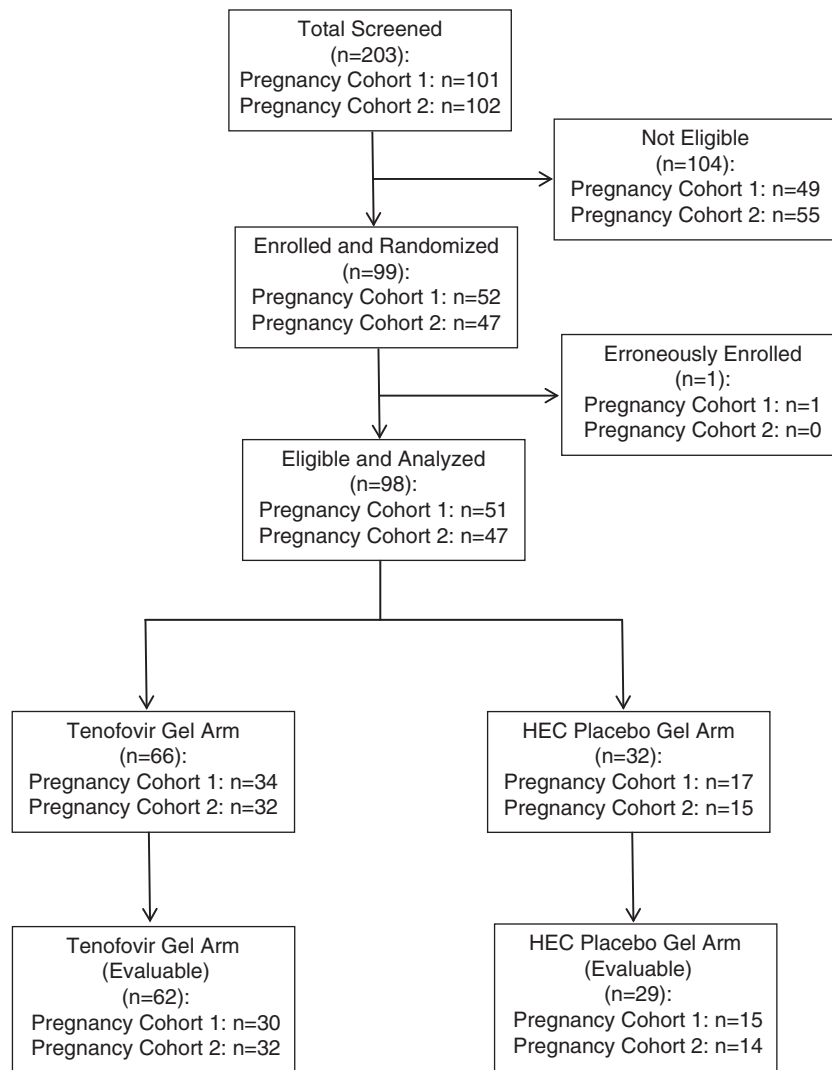 Total Screened
(n=203):
Pregnancy Cohort 1: n=101
Pregnancy Cohort 2: n=102
Not Eligible
(n=104):
Pregnancy Cohort 1: n=49
Pregnancy Cohort 2: n=55
Enrolled and Randomized
(n=99):
Pregnancy Cohort 1: n=52
Pregnancy Cohort 2: n=47
Erroneously Enrolled
(n=1):
Pregnancy Cohort 1: n=1
Pregnancy Cohort 2: n=0
Eligible and Analyzed
(n=98):
Pregnancy Cohort 1: n=51
Pregnancy Cohort 2: n=47
Tenofovir Gel Arm
(n=66):
Pregnancy Cohort 1: n=34
Pregnancy Cohort 2: n=32
HEC Placebo Gel Arm
(n=32):
Pregnancy Cohort 1: n=17
Pregnancy Cohort 2: n=15
Tenofovir Gel Arm
(Evaluable)
(n=62):
Pregnancy Cohort 1: n=30
Pregnancy Cohort 2: n=32
HEC Placebo Gel Arm
(Evaluable)
(n=29):
Pregnancy Cohort 1: n=15
Pregnancy Cohort 2: n=14